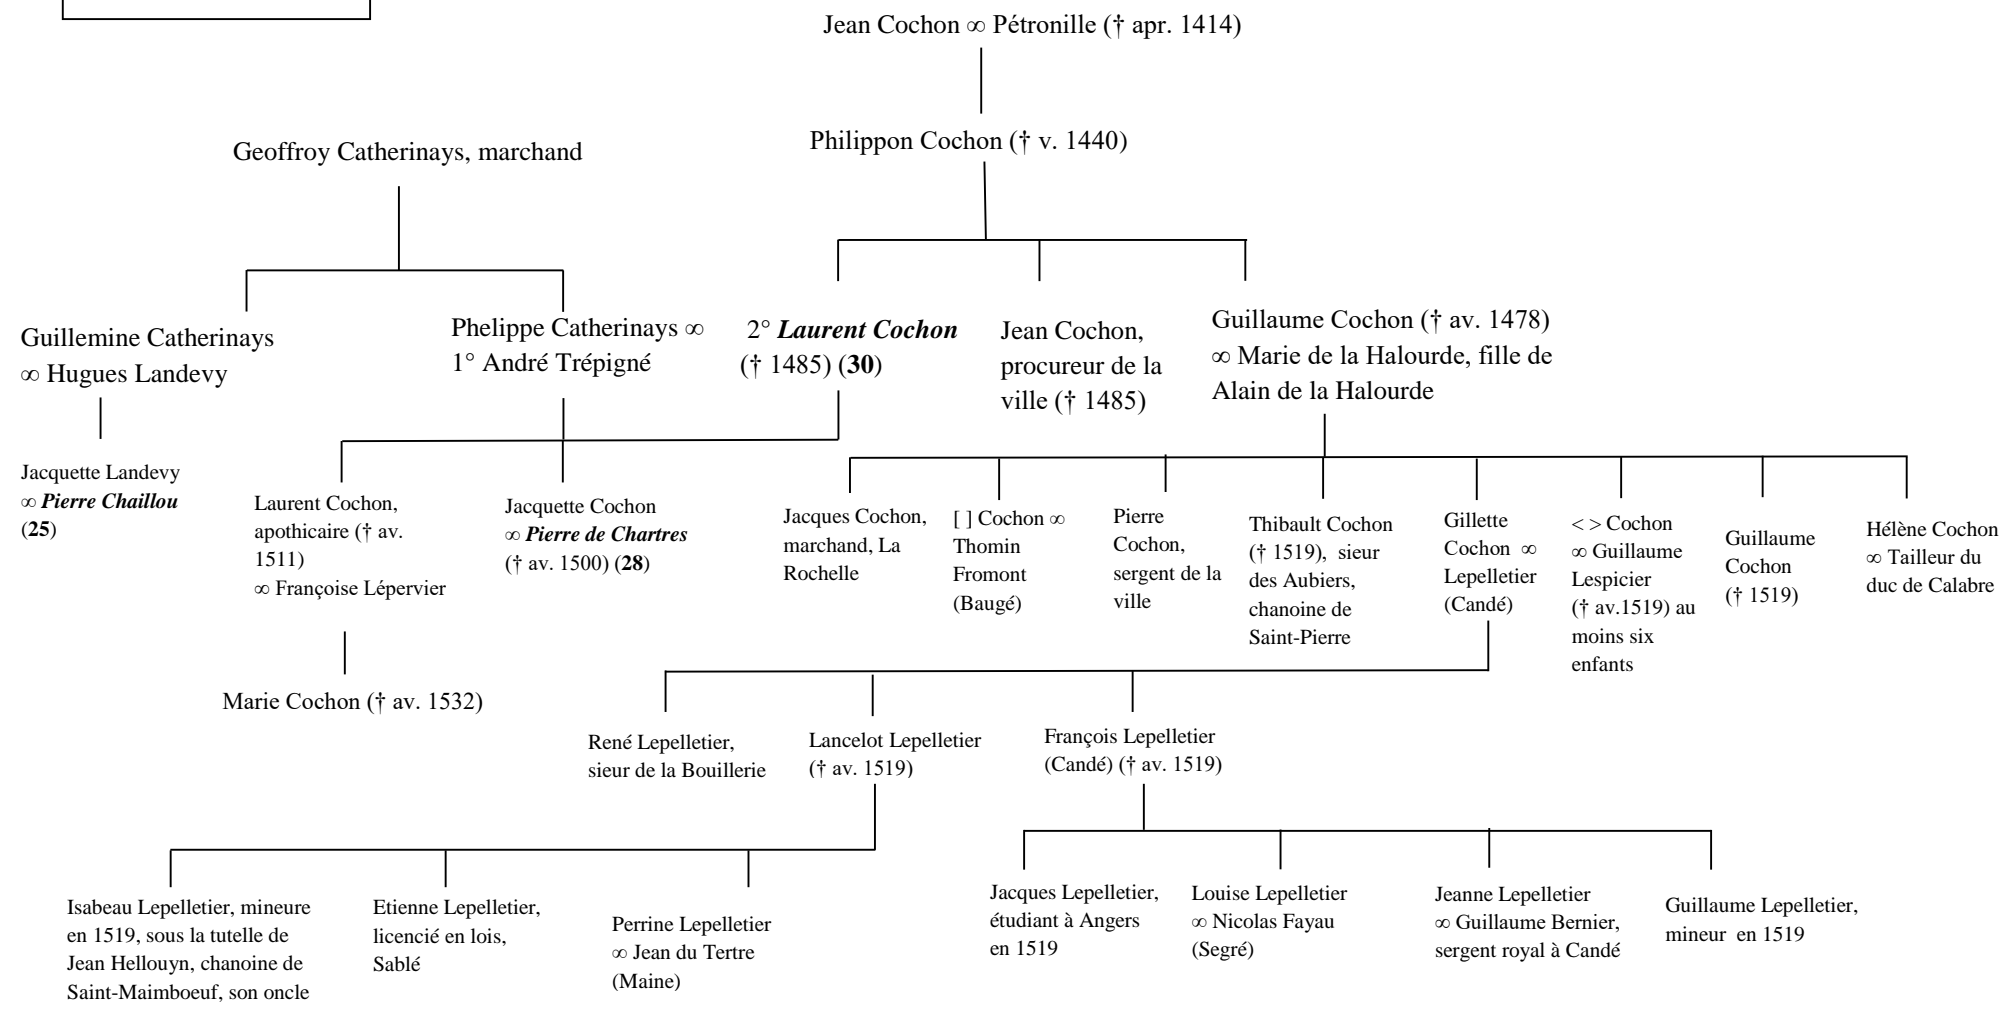 Jean Cochon ∞ Pétronille († apr. 1414)
Philippon Cochon († v. 1440)
Geoffroy Catherinays, marchand
Guillemine Catherinays
∞ Hugues Landevy
Phelippe Catherinays ∞
1° André Trépigné
2° Laurent Cochon
(† 1485) (30)
Jean Cochon,
procureur de la
ville († 1485)
Guillaume Cochon († av. 1478)
∞ Marie de la Halourde, fille de
Alain de la Halourde
Jacquette Landevy
∞ Pierre Chaillou
(25)
Laurent Cochon,
apothicaire († av.
1511)
∞ Françoise Lépervier
Jacquette Cochon
∞ Pierre de Chartres
(† av. 1500) (28)
Jacques Cochon,
marchand, La
Rochelle
[ ] Cochon ∞
Thomin
Fromont
(Baugé)
Pierre
Cochon,
sergent de la
ville
Thibault Cochon
(† 1519), sieur
des Aubiers,
chanoine de
Saint-Pierre
Gillette
Cochon ∞
Lepelletier
(Candé)
< > Cochon
∞ Guillaume
Lespicier
(† av.1519) au
moins six
enfants
Guillaume
Cochon
(† 1519)
Hélène Cochon
∞ Tailleur du
duc de Calabre
Marie Cochon († av. 1532)
René Lepelletier,
sieur de la Bouillerie
Lancelot Lepelletier
(† av. 1519)
François Lepelletier
(Candé) († av. 1519)
Isabeau Lepelletier, mineure
en 1519, sous la tutelle de
Jean Hellouyn, chanoine de
Saint-Maimboeuf, son oncle
Etienne Lepelletier,
licencié en lois,
Sablé
Perrine Lepelletier
∞ Jean du Tertre
(Maine)
Jacques Lepelletier,
étudiant à Angers
en 1519
Louise Lepelletier
∞ Nicolas Fayau
(Segré)
Jeanne Lepelletier
∞ Guillaume Bernier,
sergent royal à Candé
Guillaume Lepelletier,
mineur en 1519